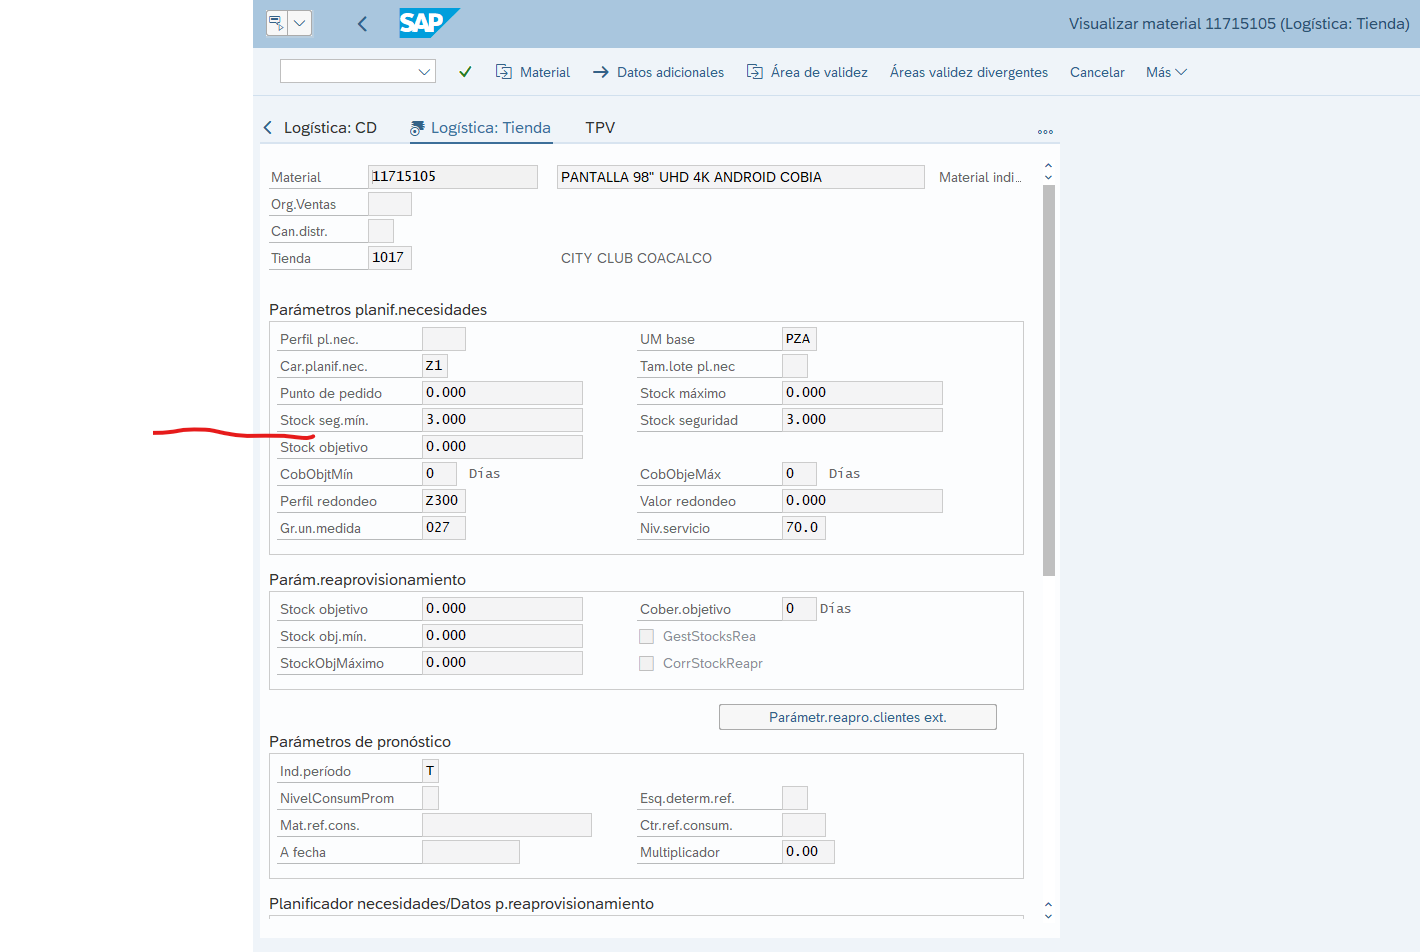 SAP
Visualizar material 11715105 (Logística: Tienda)
Material Datos adicionales Área de validez Áreas validez divergentes Cancelar Más
Logística: CD Logística: Tienda TPV
Material 11715105 PANTALLA 98" UHD 4K ANDROID COBIA Material indi...
Org.Ventas
Can.distr.
Tienda 1017 CITY CLUB COACALCO
Parámetros planif.necesidades
Perfil pl.nec. UM base PZA
Car.planif.nec. Z1 Tam.lote pl.nec
Punto de pedido 0.000 Stock máximo 0.000
Stock seg.mín. 3.000 Stock seguridad 3.000
Stock objetivo 0.000
CobObjtMín 0 Días CobObjeMáx 0 Días
Perfil redondeo Z300 Valor redondeo 0.000
Gr.un.medida 027 Niv.servicio 70.0
Parám.reaprovisionamiento
Stock objetivo 0.000 Cober.objetivo 0 Días
Stock obj.mín. 0.000 GestStocksRea
StockObjMáximo 0.000 CorrStockReapr
Parámetr.reapro.clientes ext.
Parámetros de pronóstico
Ind.período T
NivelConsumProm Esq.determ.ref.
Mat.ref.cons. Ctr.ref.consum.
A fecha Multiplicador 0.00
Planificador necesidades/Datos p.reaprovisionamiento